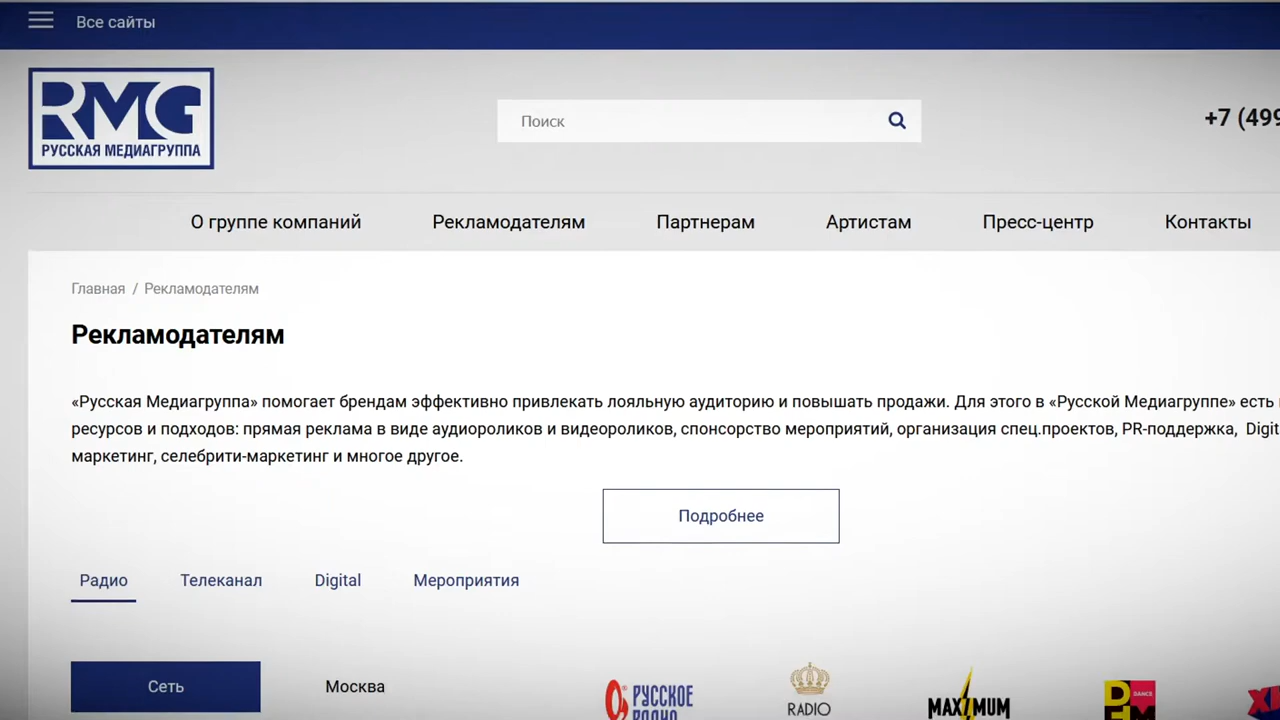 Все сайты
RMG
РУССКАЯ МЕДИАГРУППА
Поиск
+7 (499
О группе компаний Рекламодателям Партнерам Артистам Пресс-центр Контакты
Главная / Рекламодателям
Рекламодателям
«Русская Медиагруппа» помогает брендам эффективно привлекать лояльную аудиторию и повышать продажи. Для этого в «Русской Медиагруппе» есть
ресурсов и подходов: прямая реклама в виде аудиороликов и видеороликов, спонсорство мероприятий, организация спец.проектов, PR-поддержка, Digit
маркетинг, селебрити-маркетинг и многое другое.
Подробнее
Радио Телеканал Digital Мероприятия
Сеть Москва
РУССКОЕ РАДИО
RADIO
MAXIMUM
DFM DANCE